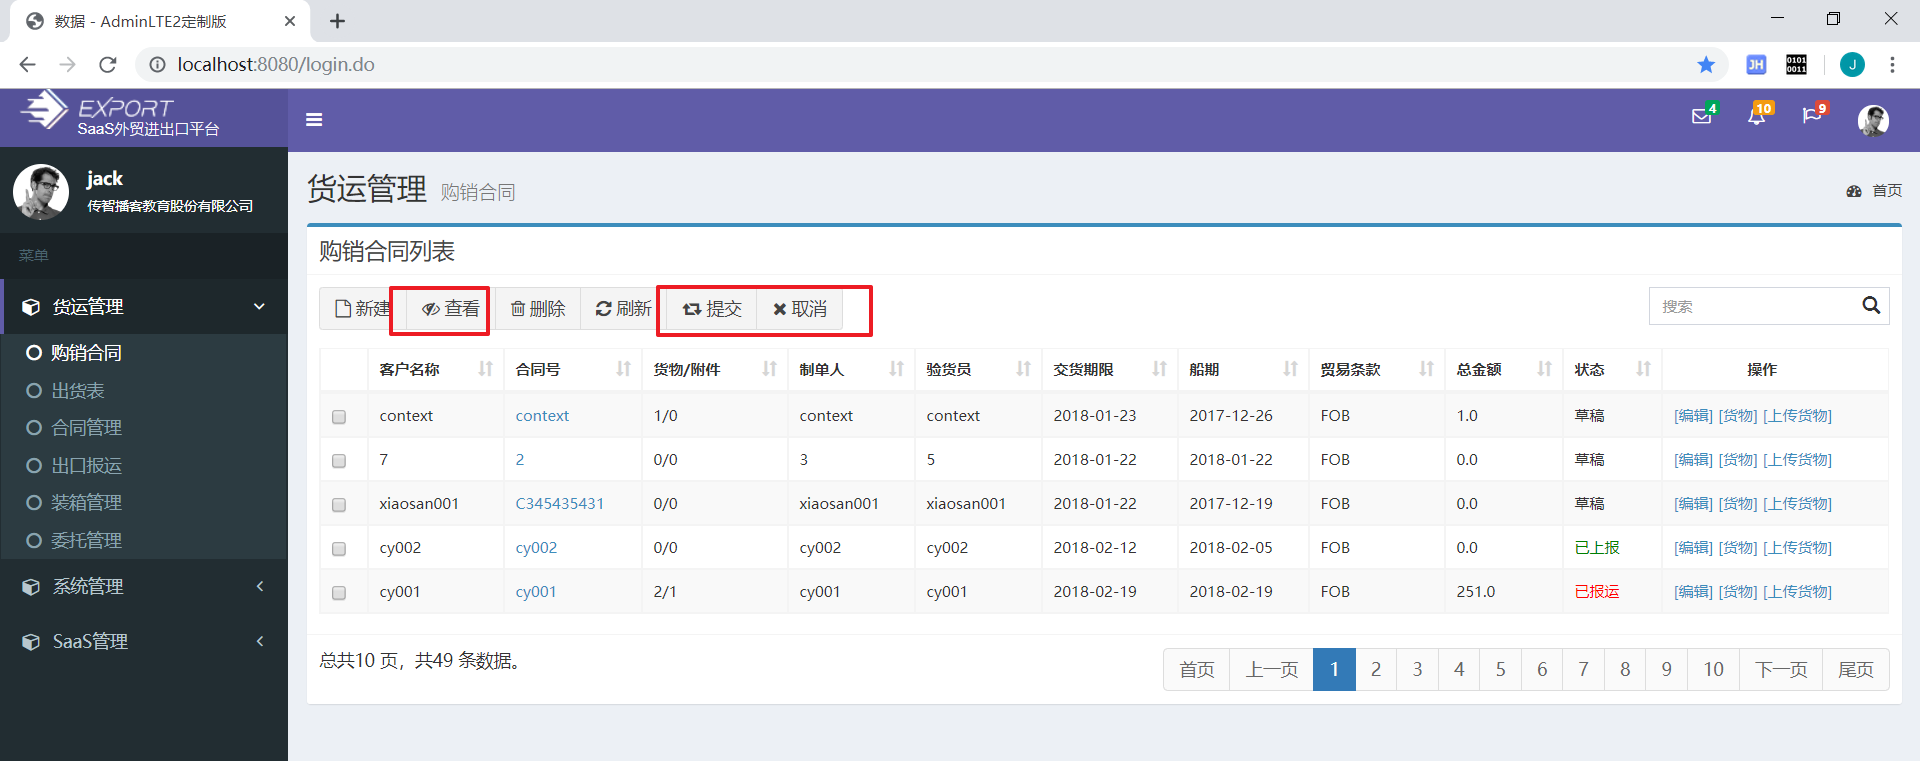 数据 - AdminLTE2定制版
localhost:8080/login.do
JH
0101
0011
J
EXPORT
SaaS外贸进出口平台
4
10
9
jack
传智播客教育股份有限公司
菜单
货运管理
购销合同
出货表
合同管理
出口报运
装箱管理
委托管理
系统管理
SaaS管理
货运管理 购销合同
首页
购销合同列表
新建 查看 删除 刷新 提交 取消
搜索
客户名称 合同号 货物/附件 制单人 验货员 交货期限 船期 贸易条款 总金额 状态 操作
context context 1/0 context context 2018-01-23 2017-12-26 FOB 1.0 草稿 [编辑] [货物] [上传货物]
7 2 0/0 3 5 2018-01-22 2018-01-22 FOB 0.0 草稿 [编辑] [货物] [上传货物]
xiaosan001 C345435431 0/0 xiaosan001 xiaosan001 2018-01-22 2017-12-19 FOB 0.0 草稿 [编辑] [货物] [上传货物]
cy002 cy002 0/0 cy002 cy002 2018-02-12 2018-02-05 FOB 0.0 已上报 [编辑] [货物] [上传货物]
cy001 cy001 2/1 cy001 cy001 2018-02-19 2018-02-19 FOB 251.0 已报运 [编辑] [货物] [上传货物]
总共10 页，共49 条数据。
首页 上一页 1 2 3 4 5 6 7 8 9 10 下一页 尾页